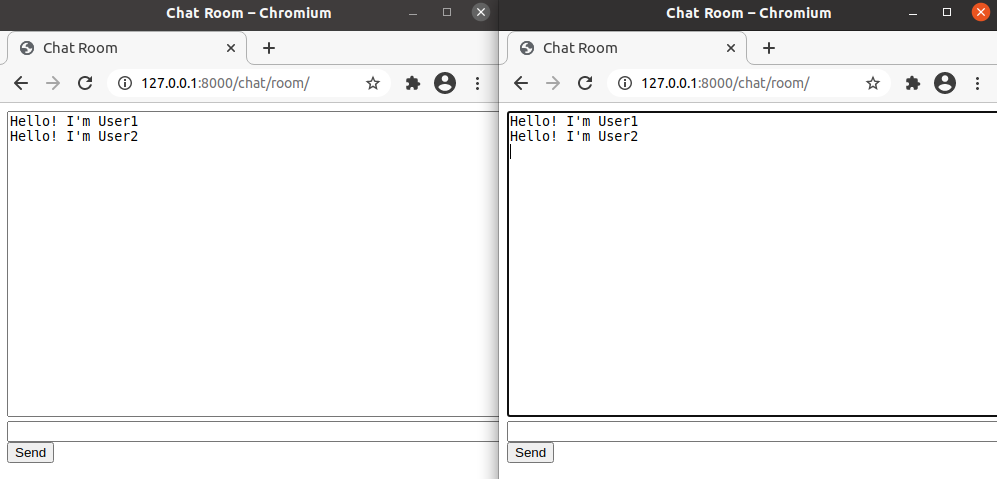 Chat Room – Chromium
Chat Room
127.0.0.1:8000/chat/room/
Hello! I'm User1
Hello! I'm User2
Send
Chat Room – Chromium
Chat Room
127.0.0.1:8000/chat/room/
Hello! I'm User1
Hello! I'm User2
Send